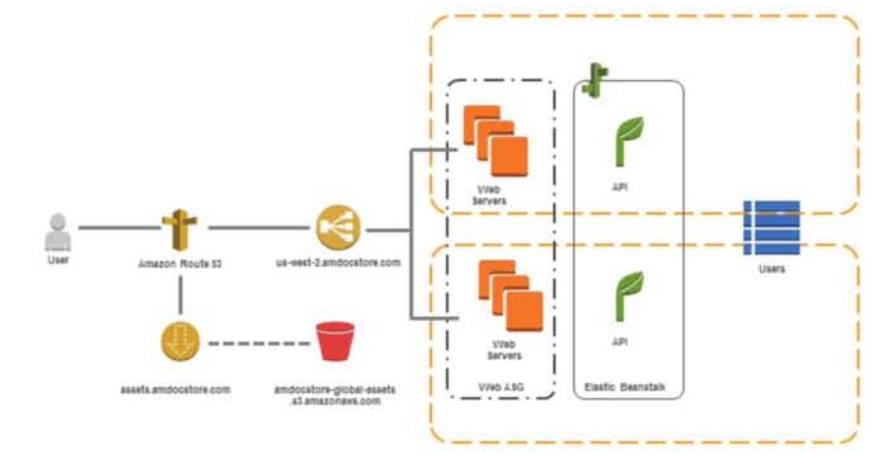 Web
Servers
API
User
Amazon Route 53
us-west-2.amdocstore.com
Users
Web
Servers
API
assets.amdocstore.com
amdocstore-global-assets
.s3.amazonaws.com
Web ASG
Elastic Beanstalk